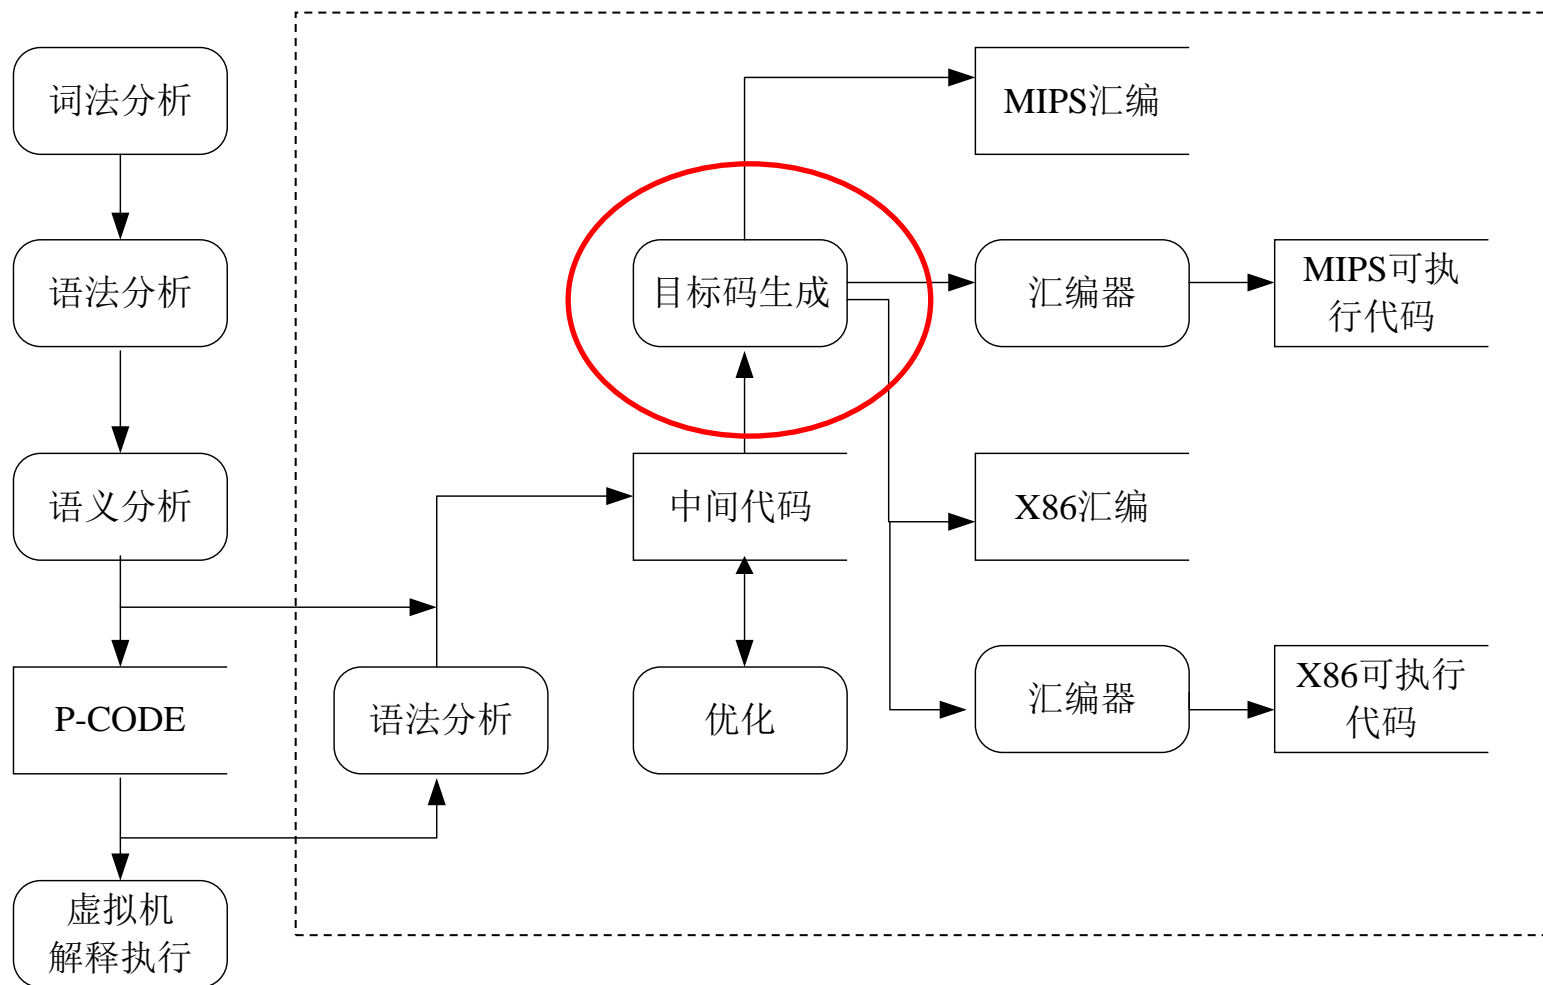 词法分析
MIPS汇编
语法分析
目标码生成
汇编器
MIPS可执
行代码
语义分析
中间代码
X86汇编
P-CODE
语法分析
优化
汇编器
X86可执行
代码
虚拟机
解释执行